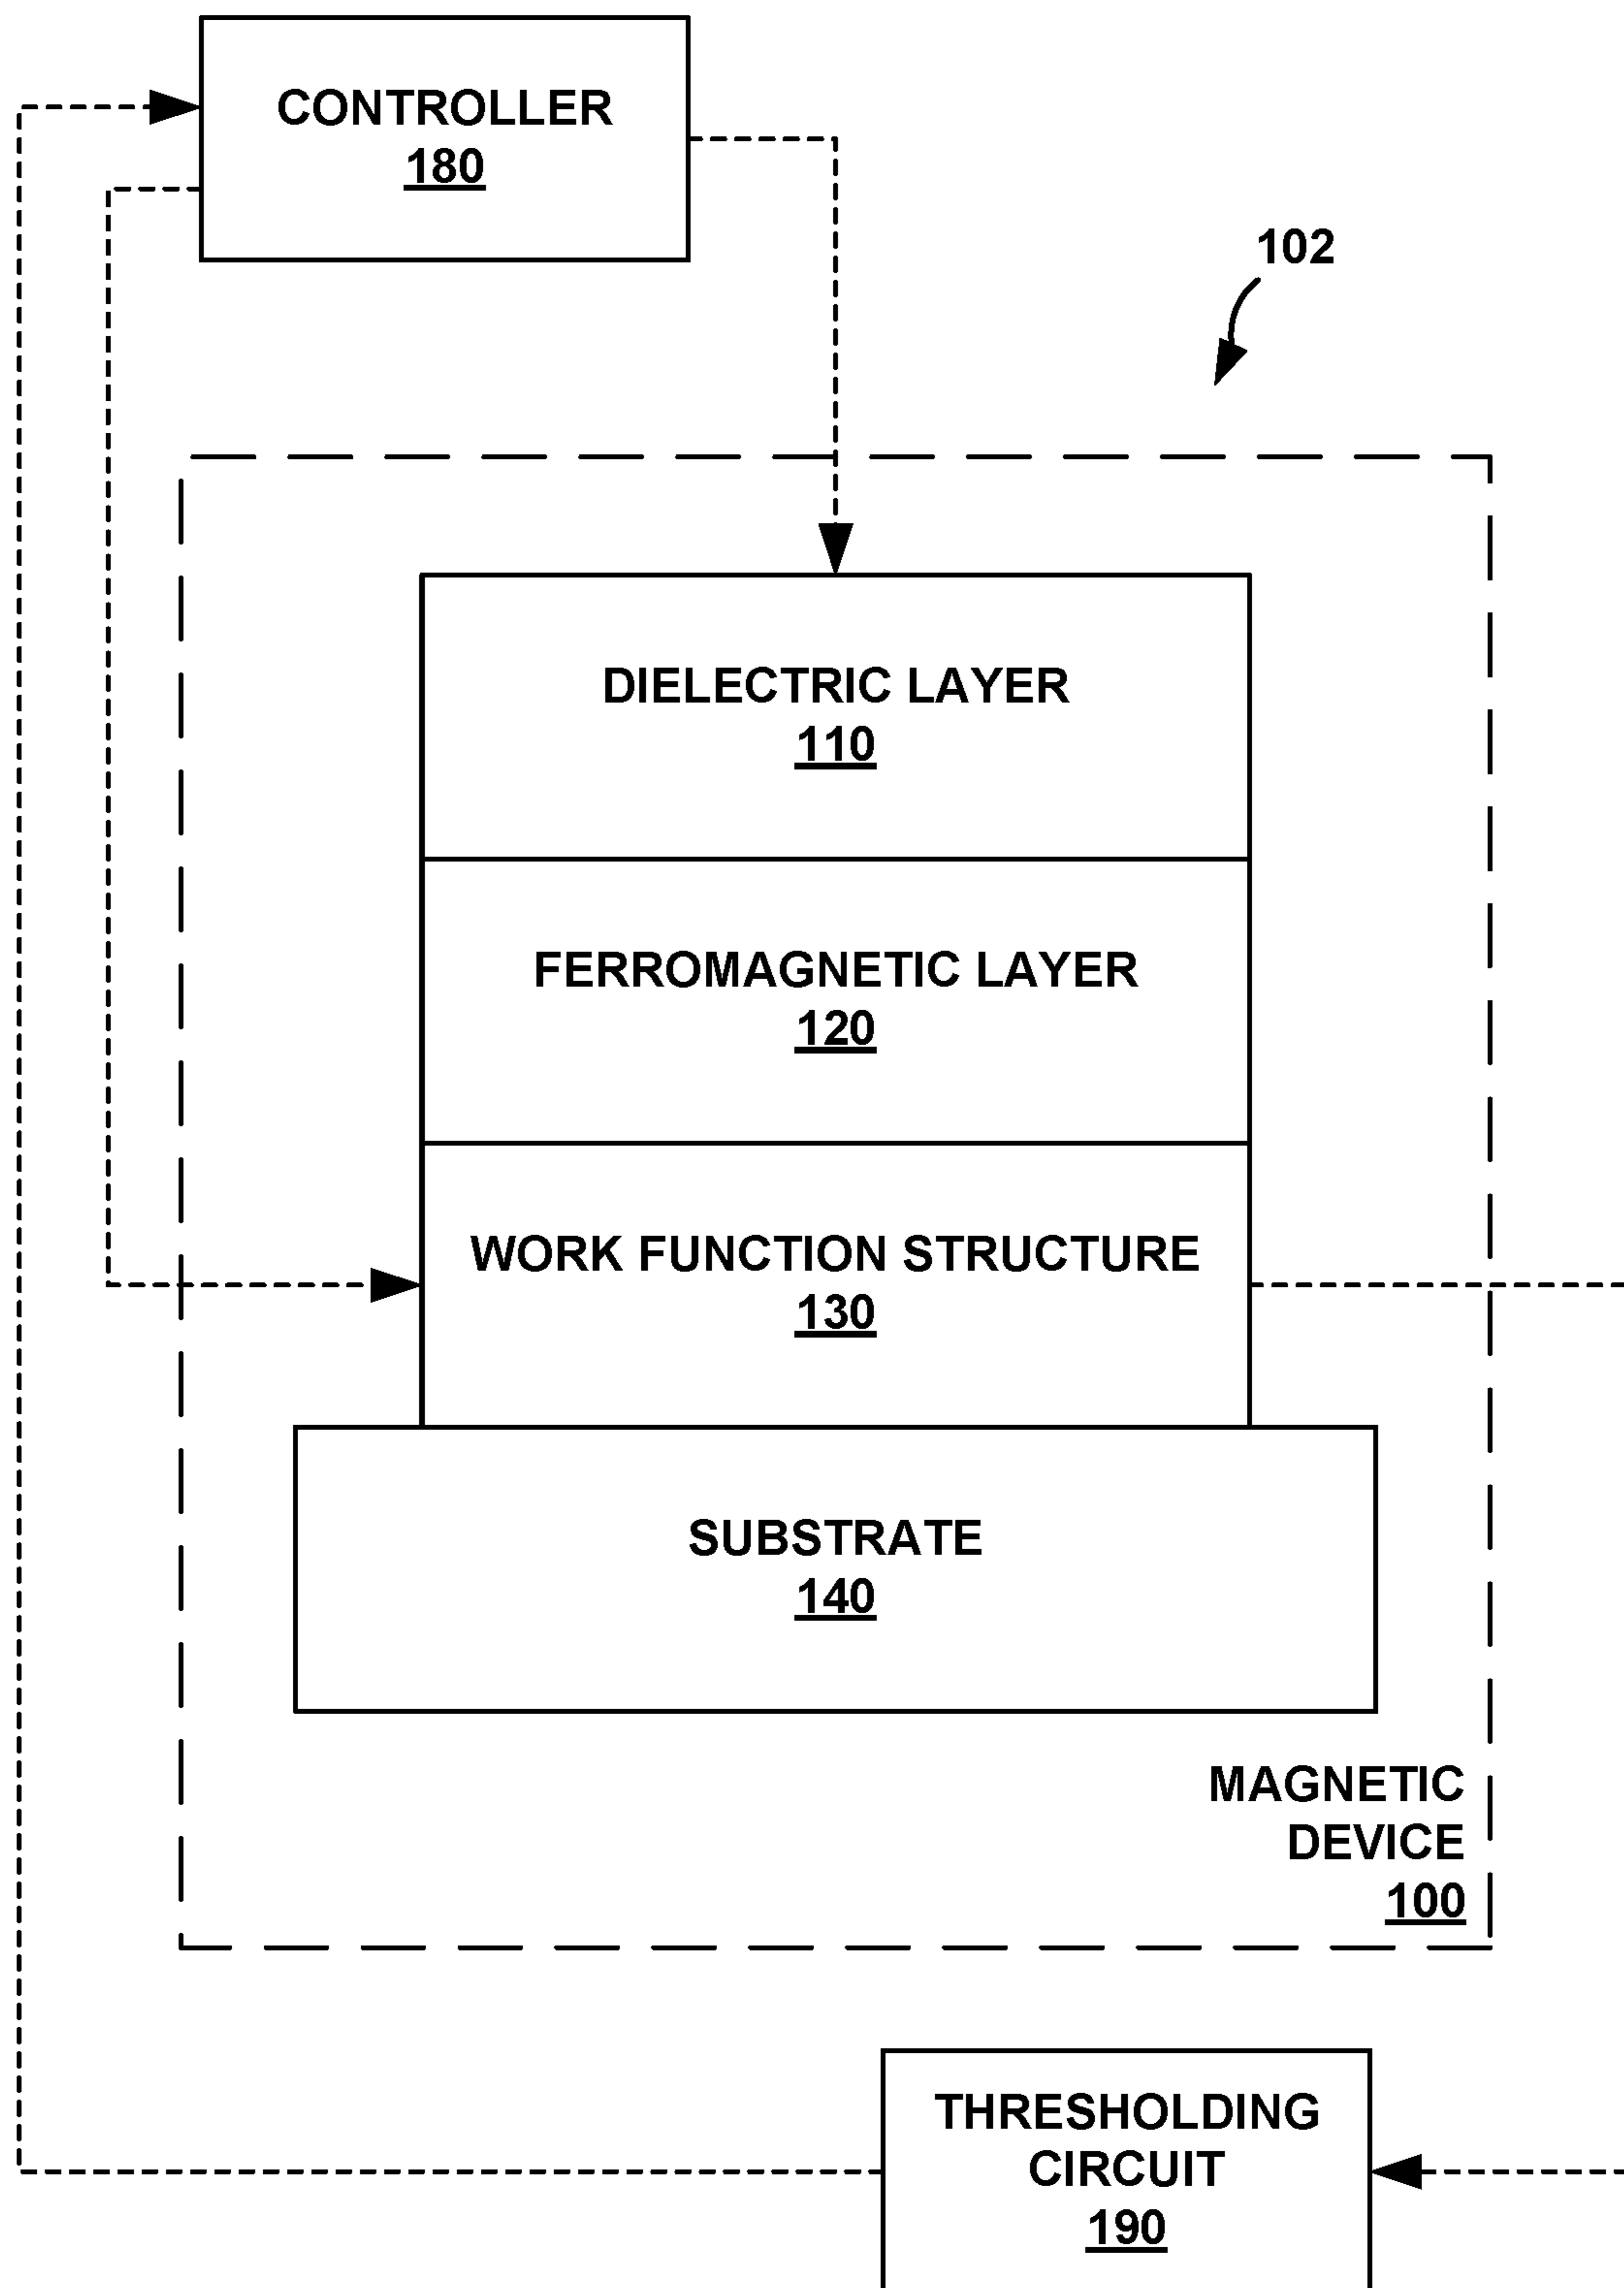 CONTROLLER
180
102
DIELECTRIC LAYER
110
FERROMAGNETIC LAYER
120
WORK FUNCTION STRUCTURE
130
SUBSTRATE
140
MAGNETIC
DEVICE
100
THRESHOLDING
CIRCUIT
190